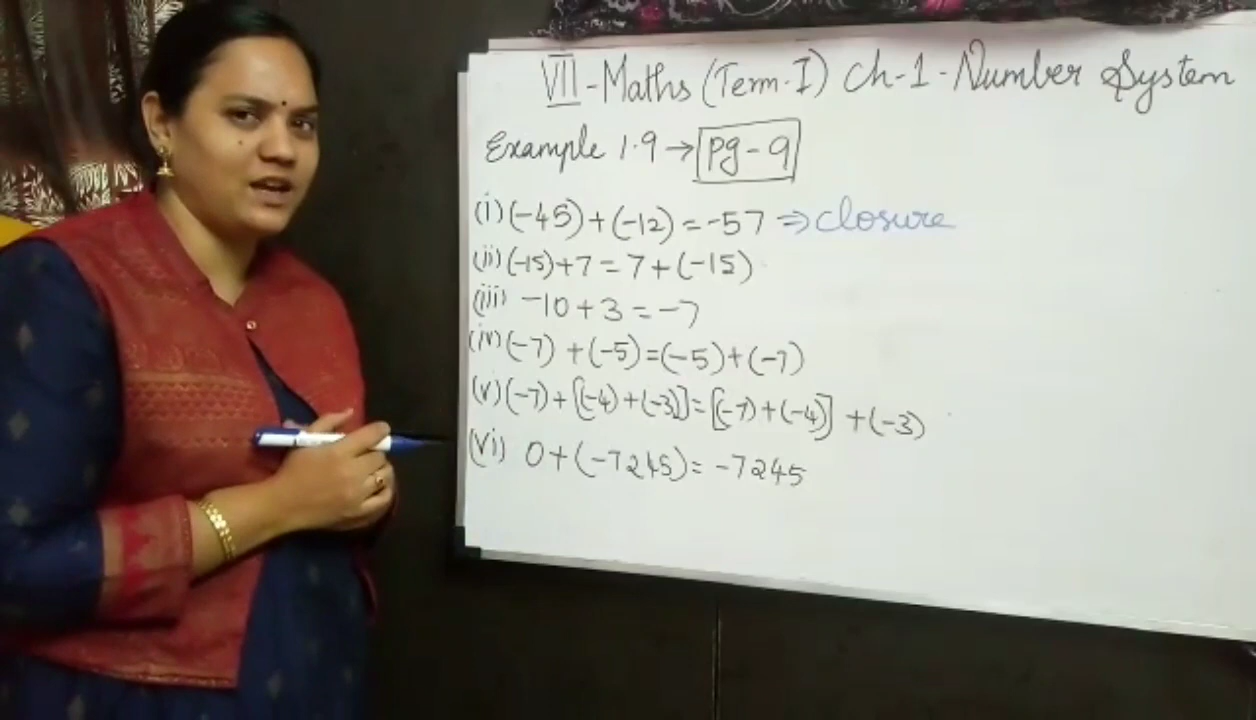 VII-Maths (Term-I) Ch-1-Number System
Example 1.9 → pg-9
(i) (-45)+(-12)=-57 ⇒ closure
(ii) (-15)+7=7+(-15)
(iii) -10+3=-7
(iv) (-7)+(-5)=(-5)+(-7)
(v) (-7)+[(-4)+(-3)]=[(-7)+(-4)]+(-3)
(vi) 0+(-7245)=-7245